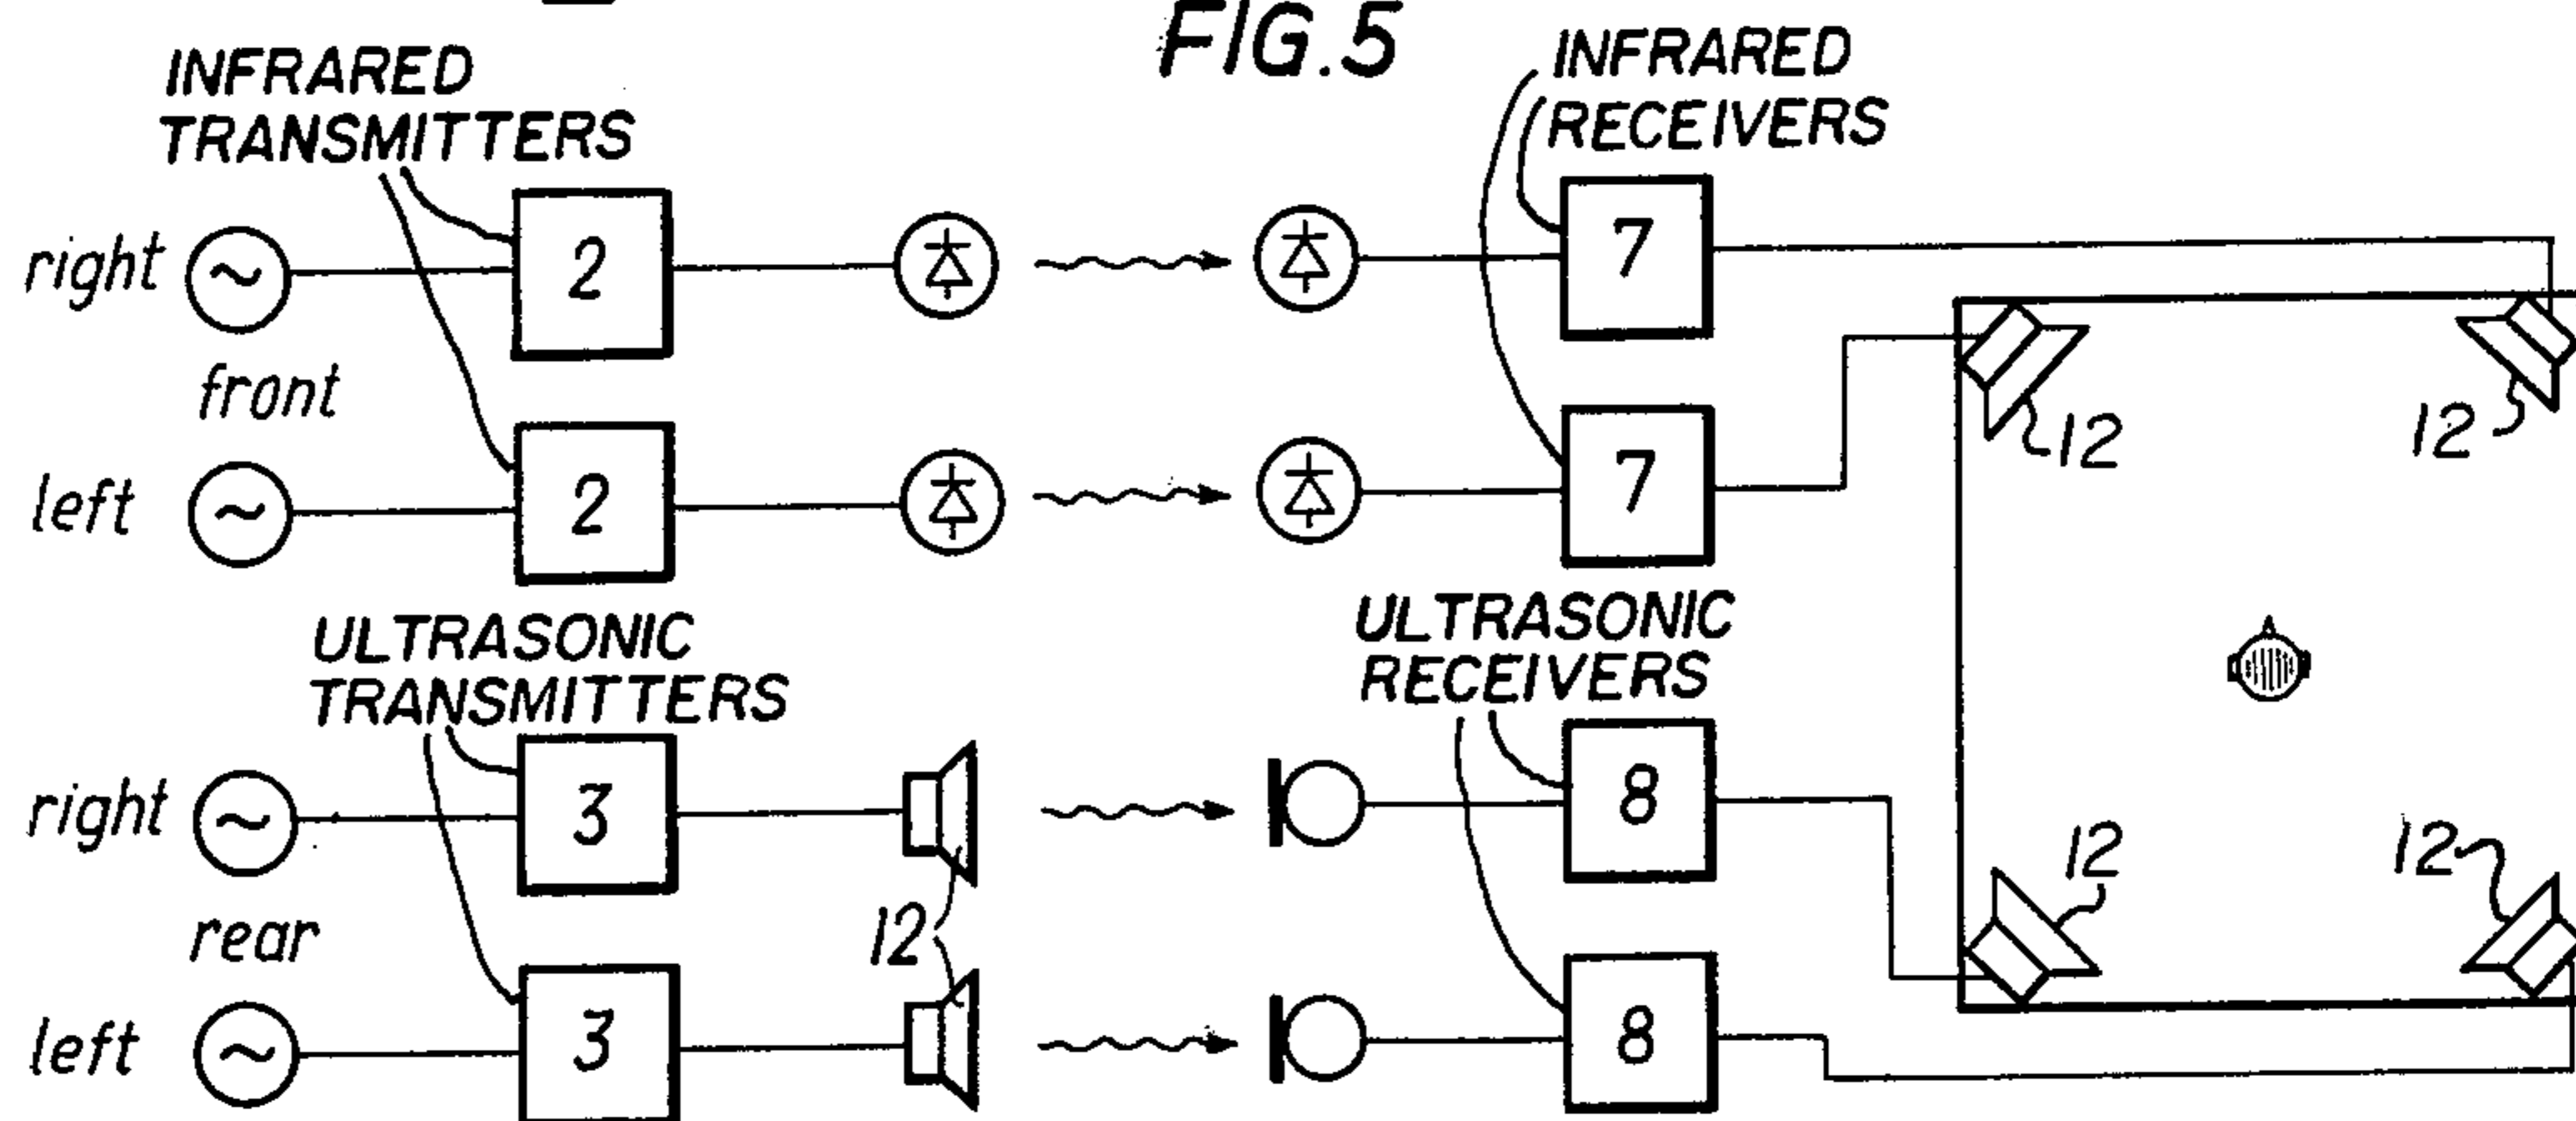 FIG.5
INFRARED
TRANSMITTERS
INFRARED
RECEIVERS
right
2
7
front
12
12
left
2
7
ULTRASONIC
TRANSMITTERS
ULTRASONIC
RECEIVERS
right
3
8
12
12
rear
12
left
3
8